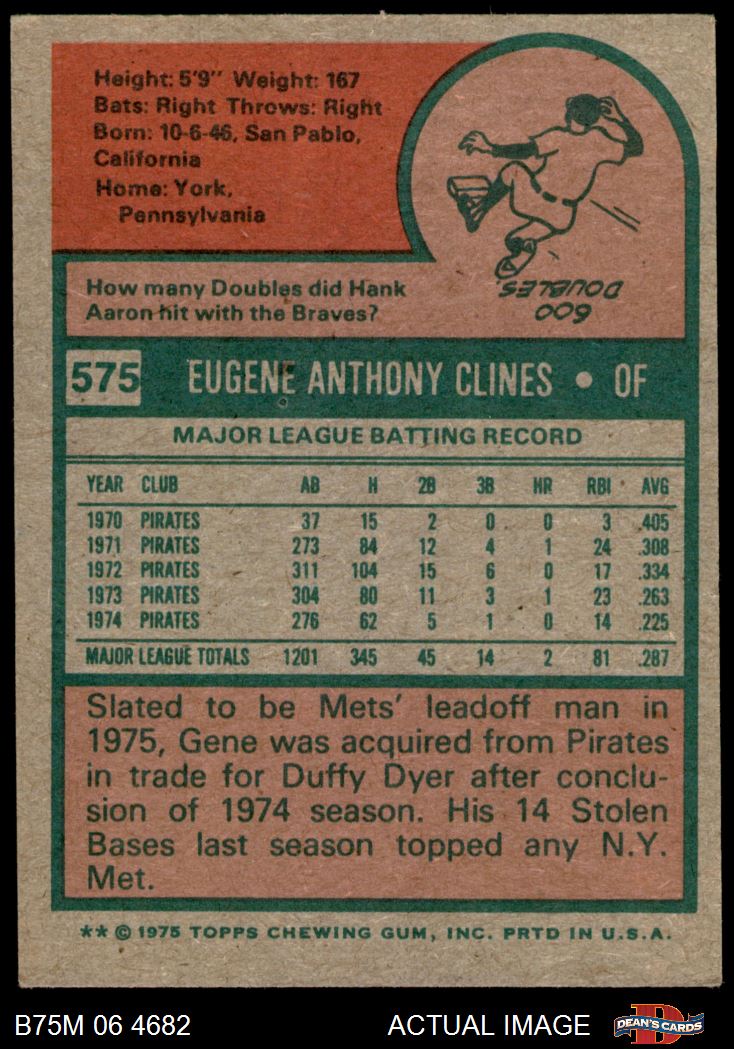 Height: 5'9" Weight: 167
Bats: Right Throws: Right
Born: 10-6-46, San Pablo,
California
Home: York,
Pennsylvania
How many Doubles did Hank
Aaron hit with the Braves?
600
DOUBLES
575 EUGENE ANTHONY CLINES • OF
MAJOR LEAGUE BATTING RECORD
YEAR CLUB AB H 2B 3B HR RBI AVG
1970 PIRATES 37 15 2 0 0 3 .405
1971 PIRATES 273 84 12 4 1 24 .308
1972 PIRATES 311 104 15 6 0 17 .334
1973 PIRATES 304 80 11 3 1 23 .263
1974 PIRATES 276 62 5 1 0 14 .225
MAJOR LEAGUE TOTALS 1201 345 45 14 2 81 .287
Slated to be Mets' leadoff man in
1975, Gene was acquired from Pirates
in trade for Duffy Dyer after conclu-
sion of 1974 season. His 14 Stolen
Bases last season topped any N.Y.
Met.
** © 1975 TOPPS CHEWING GUM, INC. PRTD IN U.S.A.
B75M 06 4682 ACTUAL IMAGE D DEAN'S CARDS